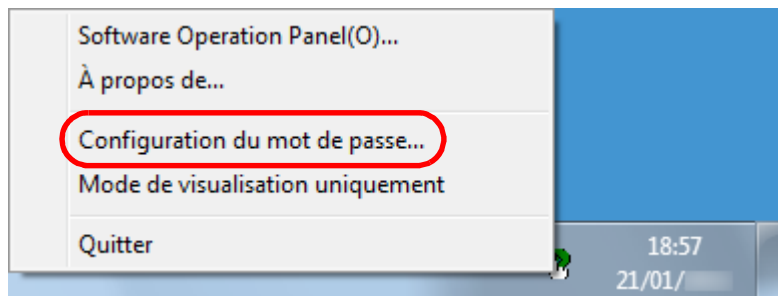 Software Operation Panel(O)...
À propos de...
Configuration du mot de passe...
Mode de visualisation uniquement
Quitter
18:57
21/01/